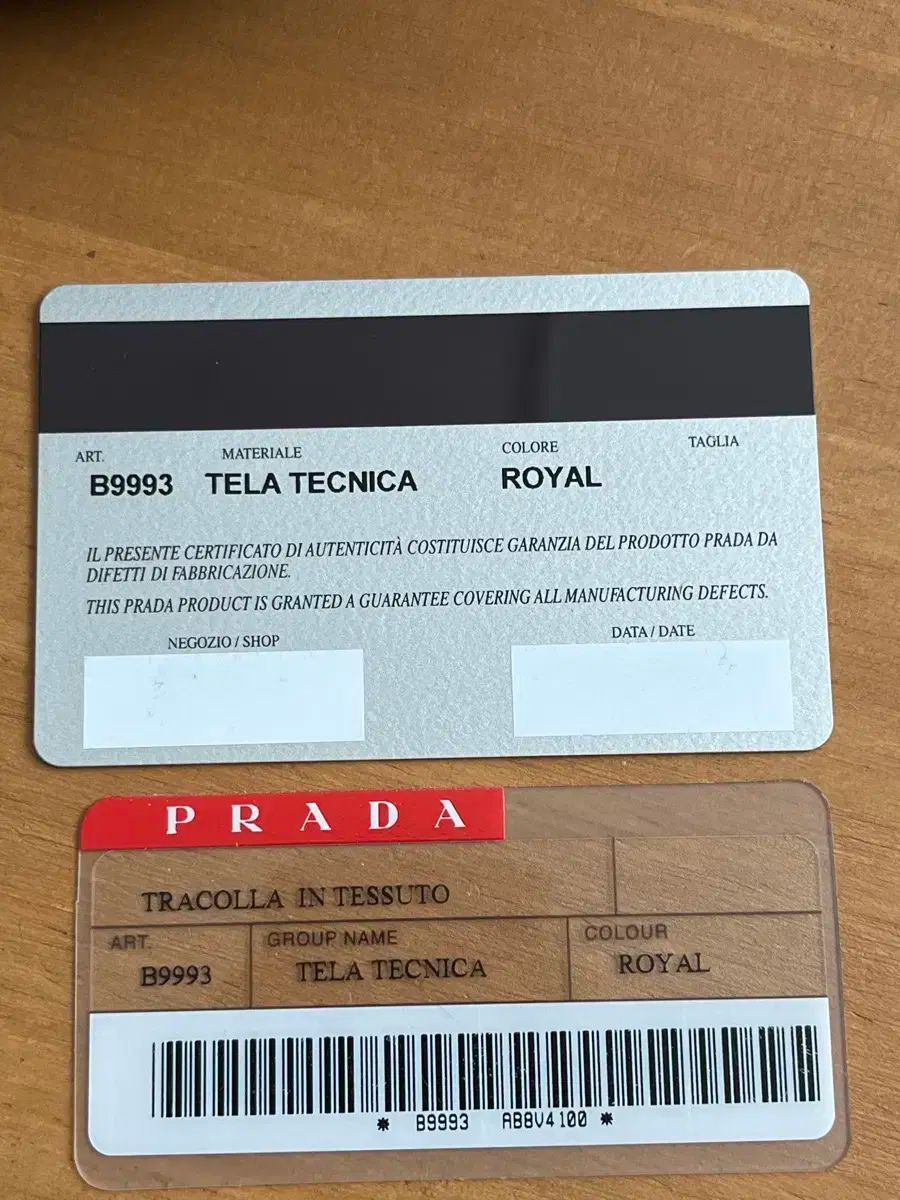 ART. MATERIALE COLORE TAGLIA
B9993 TELA TECNICA ROYAL
IL PRESENTE CERTIFICATO DI AUTENTICITÀ COSTITUISCE GARANZIA DEL PRODOTTO PRADA DA
DIFETTI DI FABBRICAZIONE.
THIS PRADA PRODUCT IS GRANTED A GUARANTEE COVERING ALL MANUFACTURING DEFECTS.
NEGOZIO / SHOP DATA / DATE
PRADA
TRACOLLA IN TESSUTO
ART. GROUP NAME COLOUR
B9993 TELA TECNICA ROYAL
* B9993 AB8V4100 *